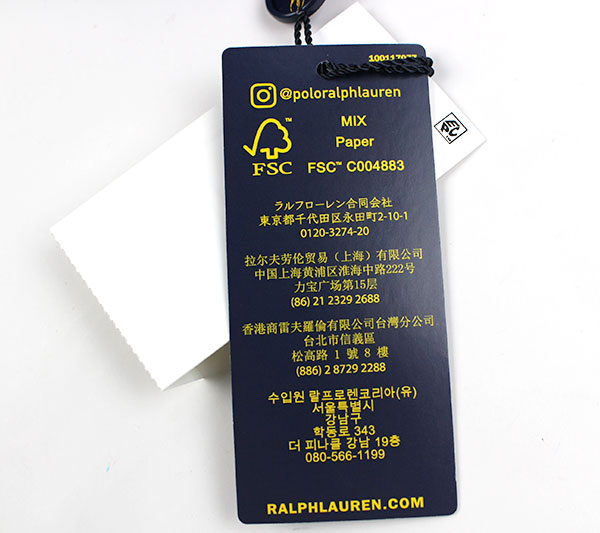 @poloralphlauren
MIX
Paper
FSC™ C004883
™
FSC
ラルフローレン合同会社
東京都千代田区永田町2-10-1
0120-3274-20
拉尔夫劳伦贸易（上海）有限公司
中国上海黄浦区淮海中路222号
力宝广场第15层
(86) 21 2329 2688
香港商雷夫羅倫有限公司台灣分公司
台北市信義區
松高路 1 號 8 樓
(886) 2 8729 2288
수입원 랄프로렌코리아(유)
서울특별시
강남구
학동로 343
더 피나클 강남 19층
080-566-1199
RALPHLAUREN.COM